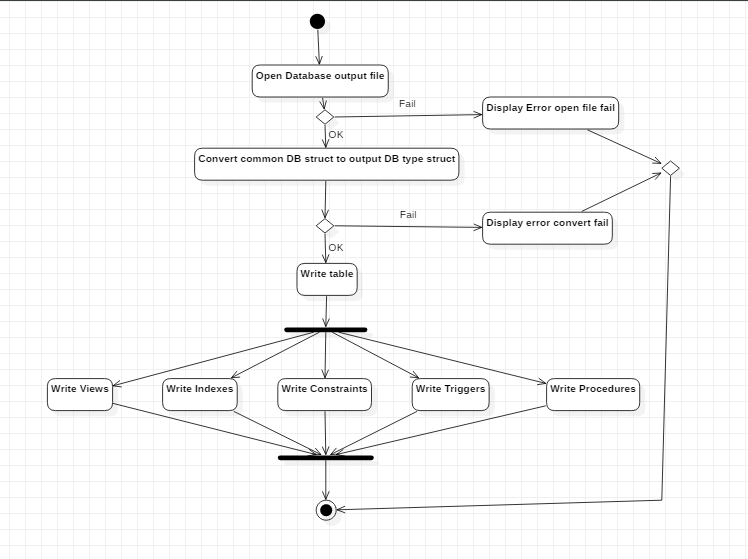 Open Database output file
Fail
Display Error open file fail
OK
Convert common DB struct to output DB type struct
Fail
Display error convert fail
OK
Write table
Write Views
Write Indexes
Write Constraints
Write Triggers
Write Procedures